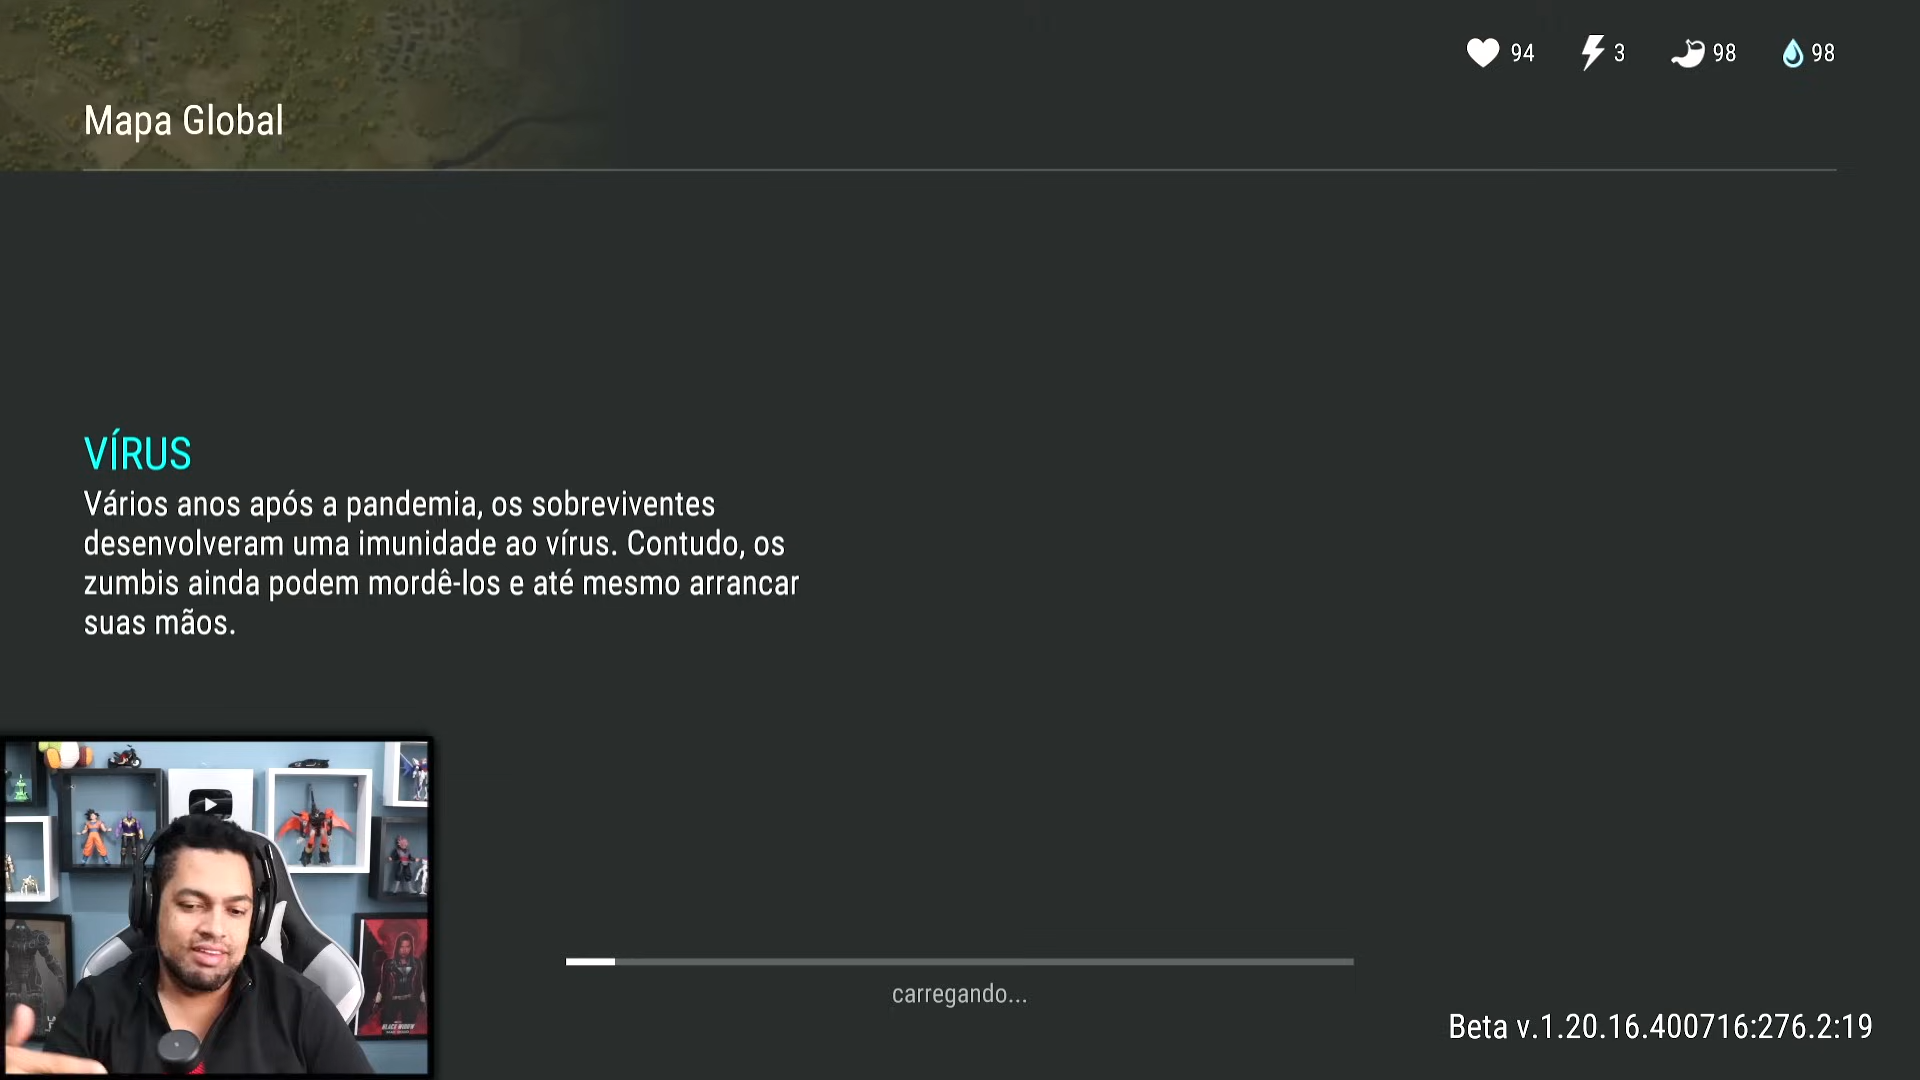 94
3
98
98
Mapa Global
VÍRUS
Vários anos após a pandemia, os sobreviventes
desenvolveram uma imunidade ao vírus. Contudo, os
zumbis ainda podem mordê-los e até mesmo arrancar
suas mãos.
BLACK WIDOW
carregando...
Beta v.1.20.16.400716:276.2:19